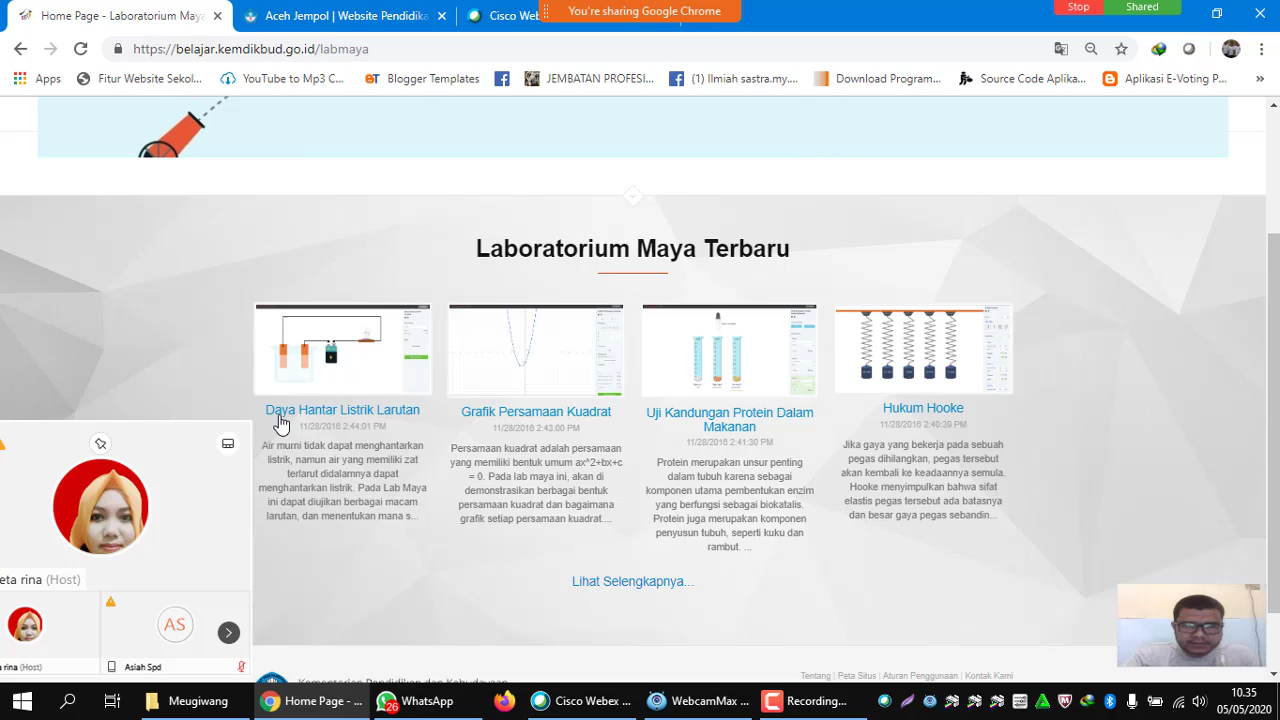 Home Page - Laboratorium Maya
Aceh Jempol | Website Pendidika
Cisco Web
You're sharing Google Chrome
Stop
Shared
https://belajar.kemdikbud.go.id/labmaya
Apps
Fitur Website Sekol...
YouTube to Mp3 C...
Blogger Templates
JEMBATAN PROFESI...
(1) Ilmiah sastra.my....
Download Program...
Source Code Aplika...
Aplikasi E-Voting P...
Laboratorium Maya Terbaru
Daya Hantar Listrik Larutan
11/28/2016 2:44:01 PM
Air murni tidak dapat menghantarkan
listrik, namun air yang memiliki zat
terlarut didalamnya dapat
menghantarkan listrik. Pada Lab Maya
ini dapat diujikan berbagai macam
larutan, dan menentukan mana s...
Grafik Persamaan Kuadrat
11/28/2016 2:43:00 PM
Persamaan kuadrat adalah persamaan
yang memiliki bentuk umum ax^2+bx+c
= 0. Pada lab maya ini, akan di
demonstrasikan berbagai bentuk
persamaan kuadrat dan bagaimana
grafik setiap persamaan kuadrat....
Uji Kandungan Protein Dalam
Makanan
11/28/2016 2:41:30 PM
Protein merupakan unsur penting
dalam tubuh karena sebagai
komponen utama pembentukan enzim
yang berfungsi sebagai biokatalis.
Protein juga merupakan komponen
penyusun tubuh, seperti kuku dan
rambut. ...
Hukum Hooke
11/28/2016 2:40:39 PM
Jika gaya yang bekerja pada sebuah
pegas dihilangkan, pegas tersebut
akan kembali ke keadaannya semula.
Hooke menyimpulkan bahwa sifat
elastis pegas tersebut ada batasnya
dan besar gaya pegas sebandin...
Lihat Selengkapnya...
eta rina (Host)
AS
a rina (Host)
Asiah Spd
Kementerian Pendidikan dan Kebudayaan
Tentang | Peta Situs | Aturan Penggunaan | Kontak Kami
Meugiwang
Home Page - ...
26
WhatsApp
Cisco Webex ...
WebcamMax ...
Recording...
10.35
05/05/2020